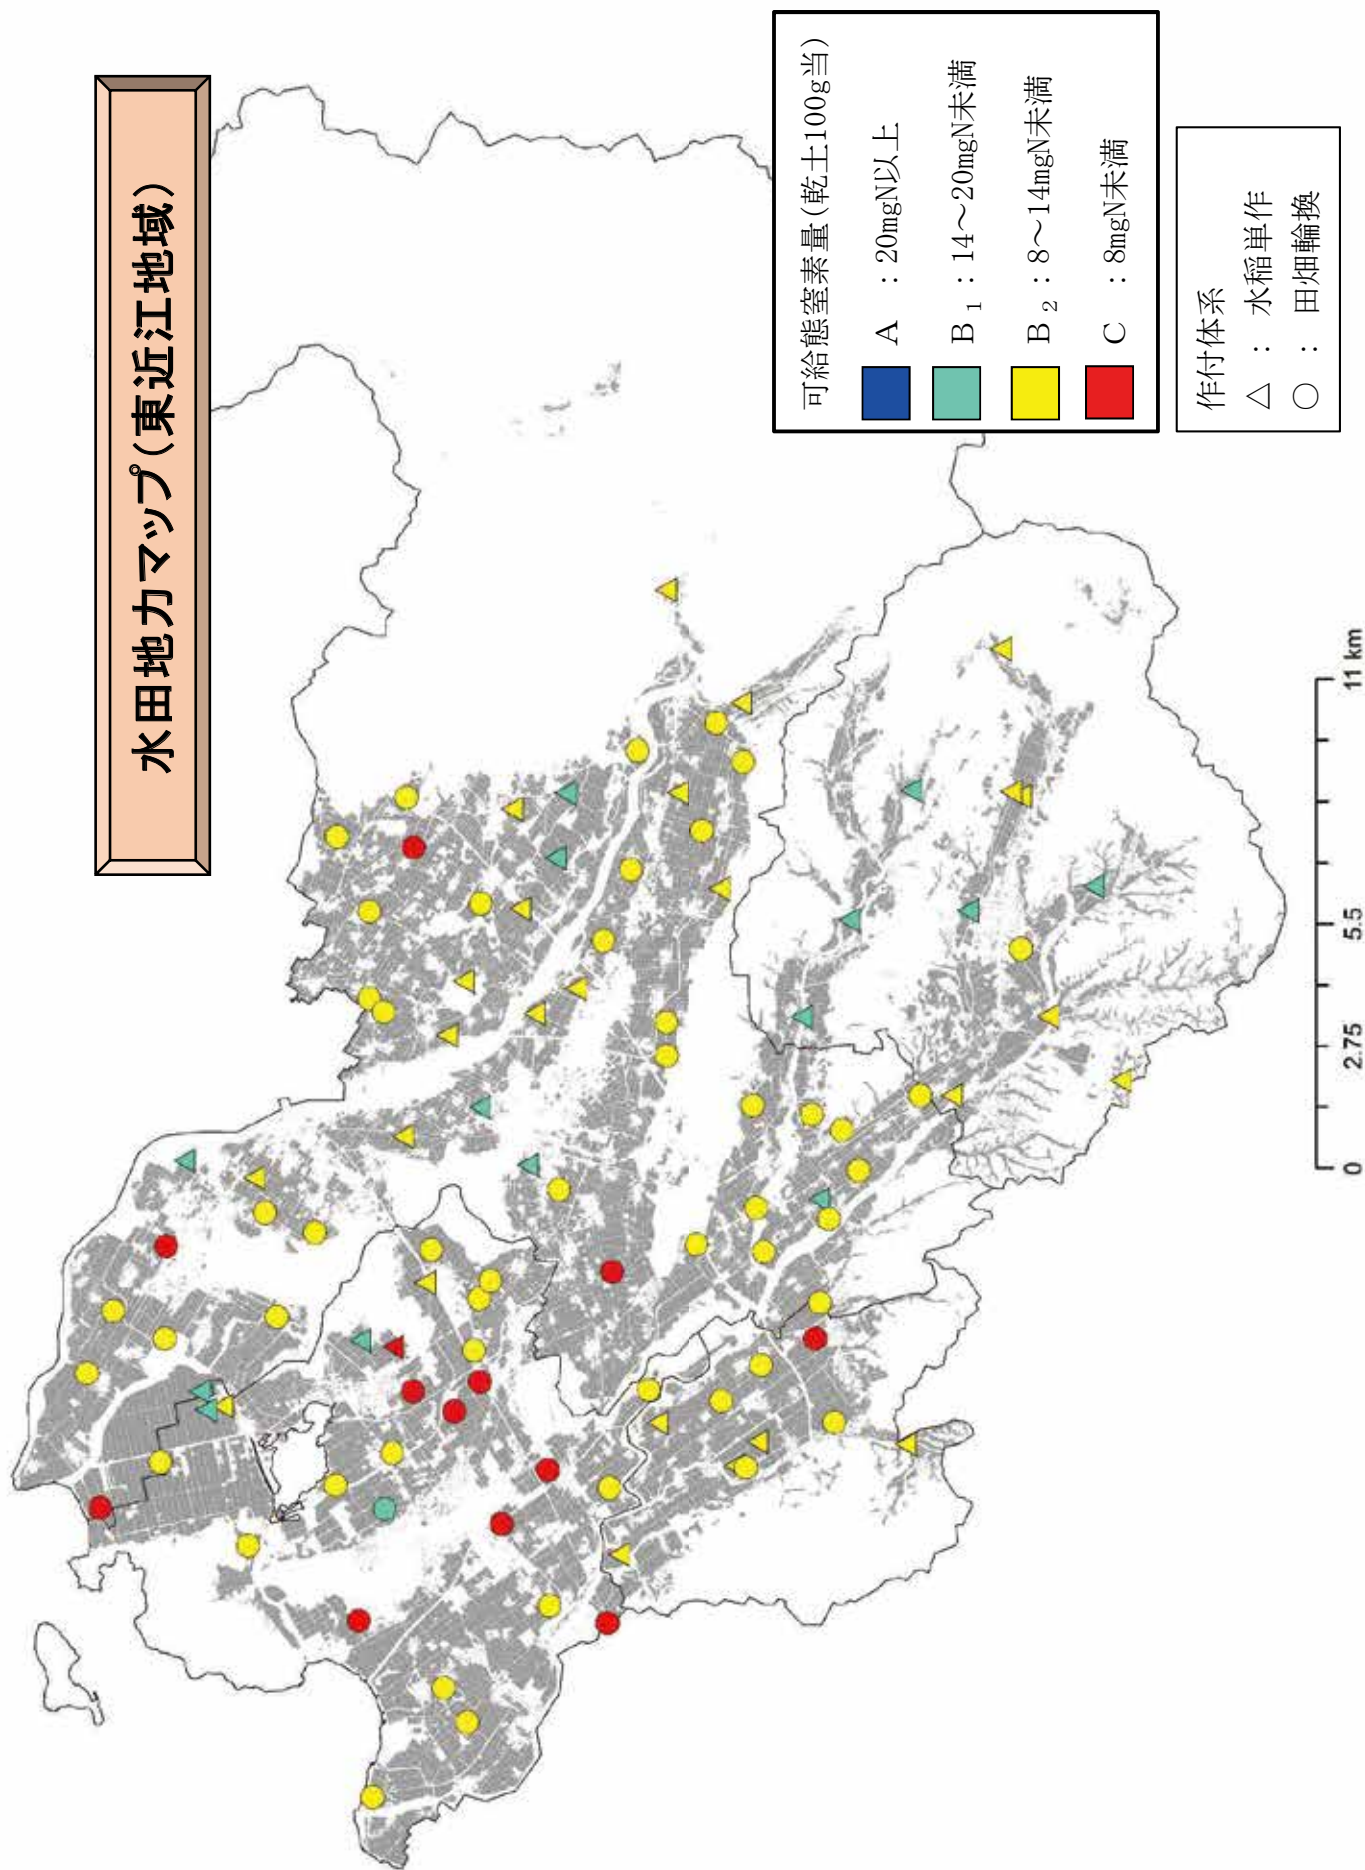 水田地力マップ(東近江地域)
可給態窒素量(乾土100g当)
A :20mgN以上
B₁ :14～20mgN未満
B₂ :8～14mgN未満
C :8mgN未満
作付体系
△ : 水稲単作
○ : 田畑輪換
0 2.75 5.5 11 km